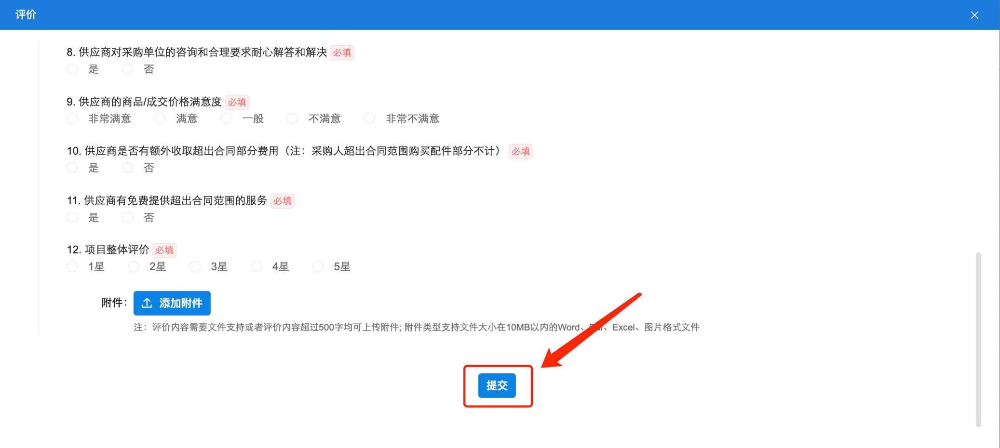 评价
8. 供应商对采购单位的咨询和合理要求耐心解答和解决 必填
是 否
9. 供应商的商品/成交价格满意度 必填
非常满意 满意 一般 不满意 非常不满意
10. 供应商是否有额外收取超出合同部分费用（注：采购人超出合同范围购买配件部分不计） 必填
是 否
11. 供应商有免费提供超出合同范围的服务 必填
是 否
12. 项目整体评价 必填
1星 2星 3星 4星 5星
附件： 添加附件
注：评价内容需要文件支持或者评价内容超过500字均可上传附件; 附件类型支持文件大小在10MB以内的Word、、Excel、图片格式文件
提交